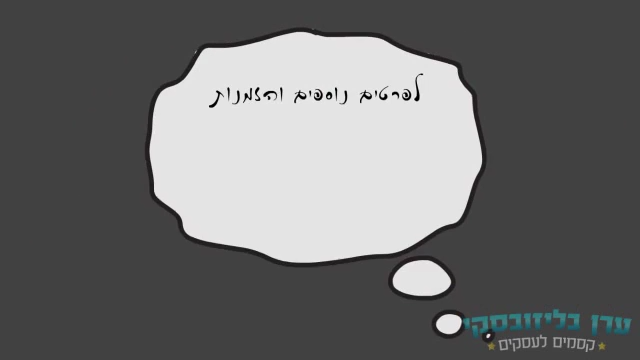 לפרטים נוספים והזמנות
ערן בליזובסקי
קסמים לעסקים